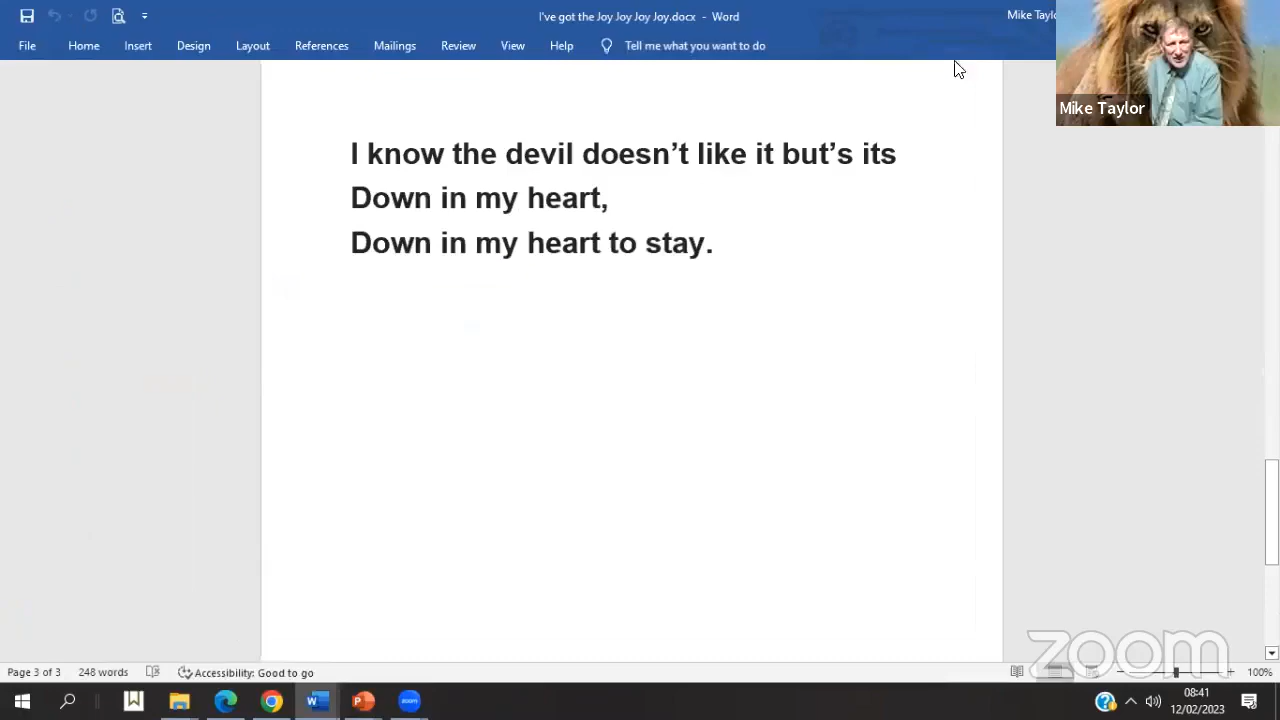 I've got the Joy Joy Joy Joy.docx - Word
Mike Taylo
File Home Insert Design Layout References Mailings Review View Help Tell me what you want to do
Mike Taylor
I know the devil doesn't like it but's its
Down in my heart,
Down in my heart to stay.
zoom
Page 3 of 3 248 words Accessibility: Good to go 100%
W P zoom 08:41
12/02/2023